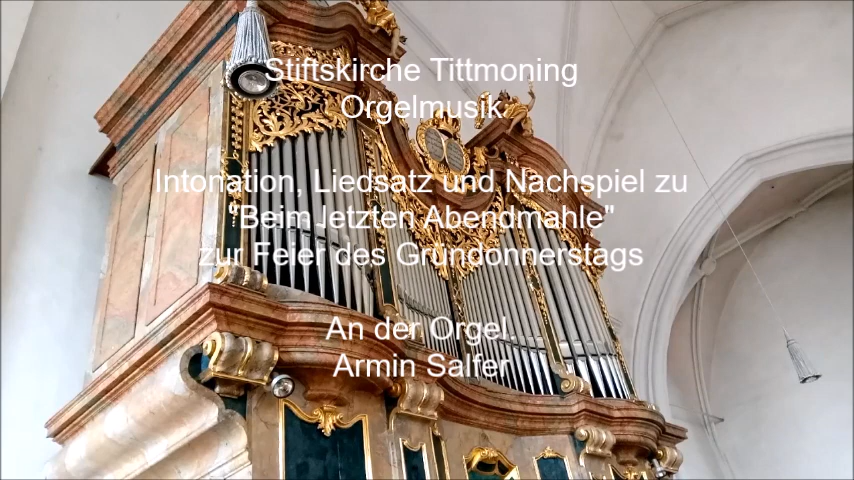 Stiftskirche Tittmoning
Orgelmusik
Intonation, Liedsatz und Nachspiel zu
"Beim letzten Abendmahle"
zur Feier des Gründonnerstags
An der Orgel
Armin Salfer